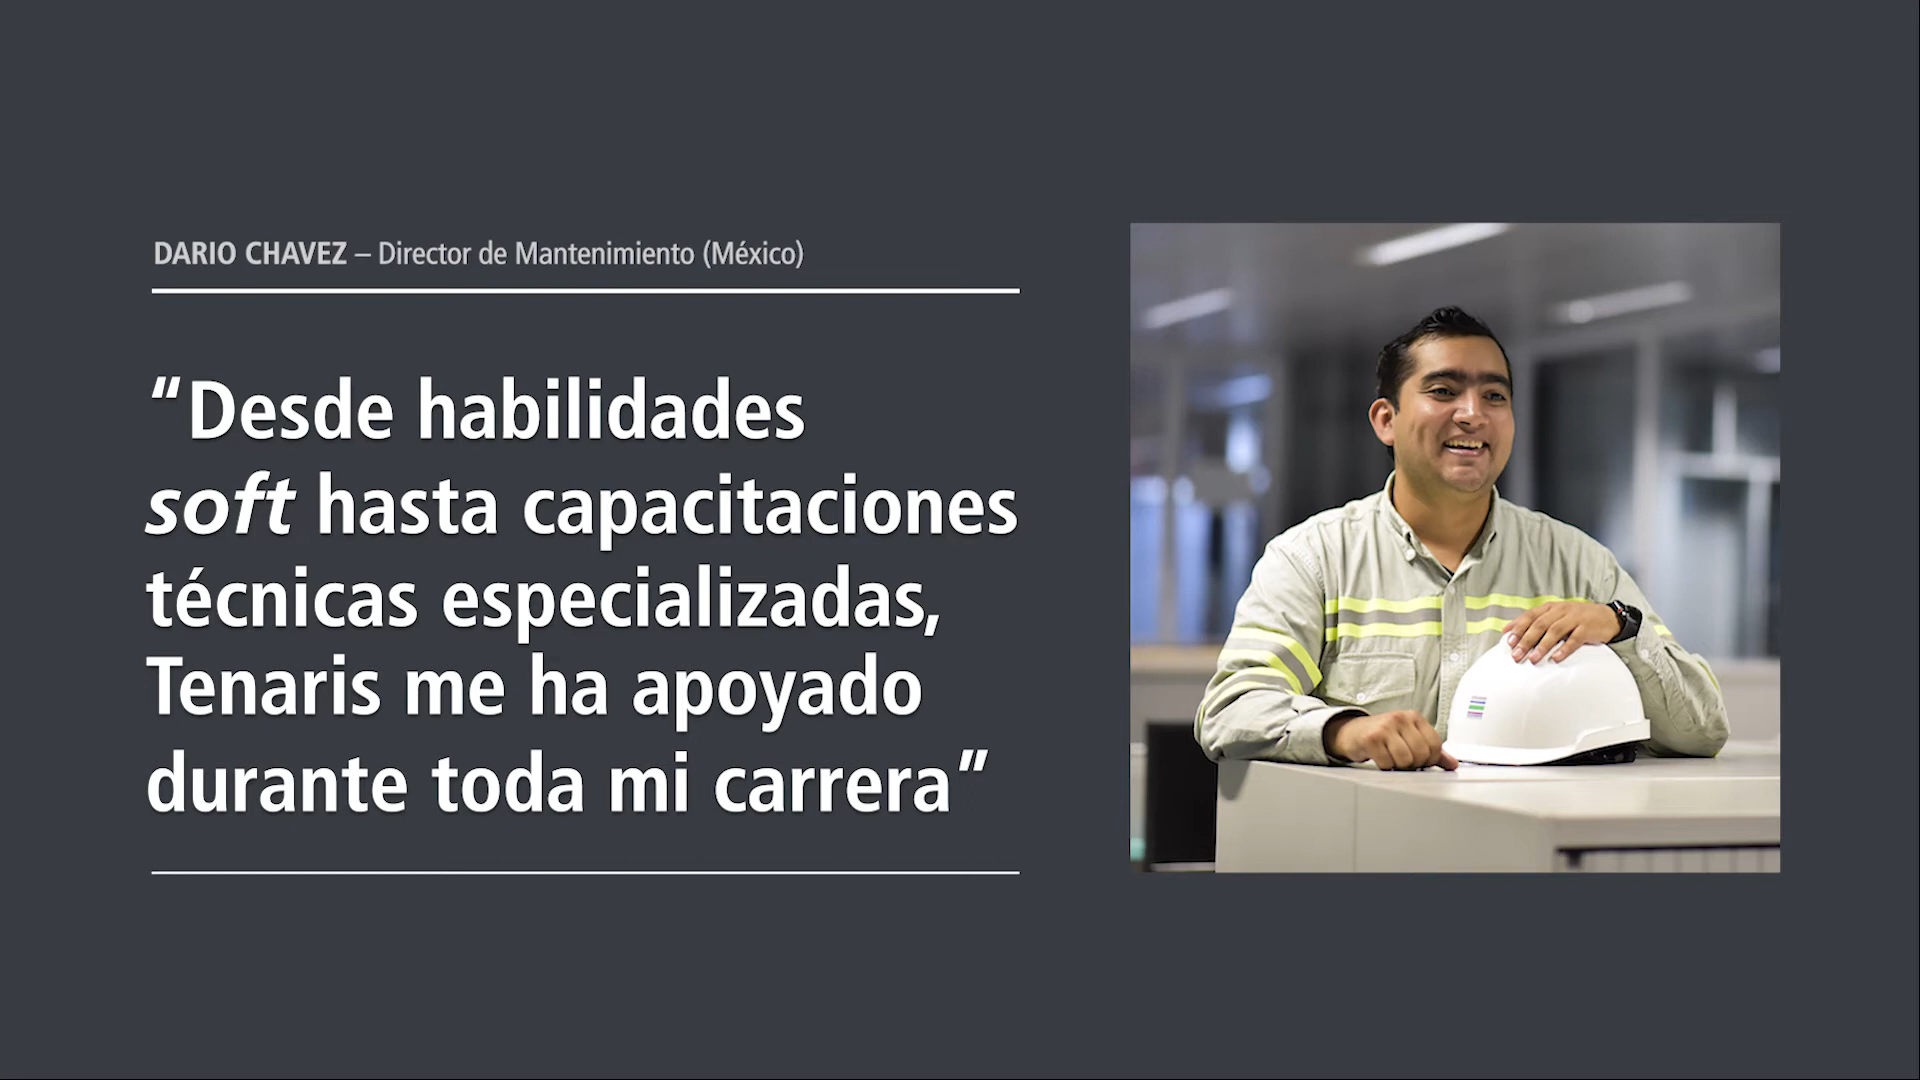 DARIO CHAVEZ – Director de Mantenimiento (México)
“Desde habilidades
soft hasta capacitaciones
técnicas especializadas,
Tenaris me ha apoyado
durante toda mi carrera”